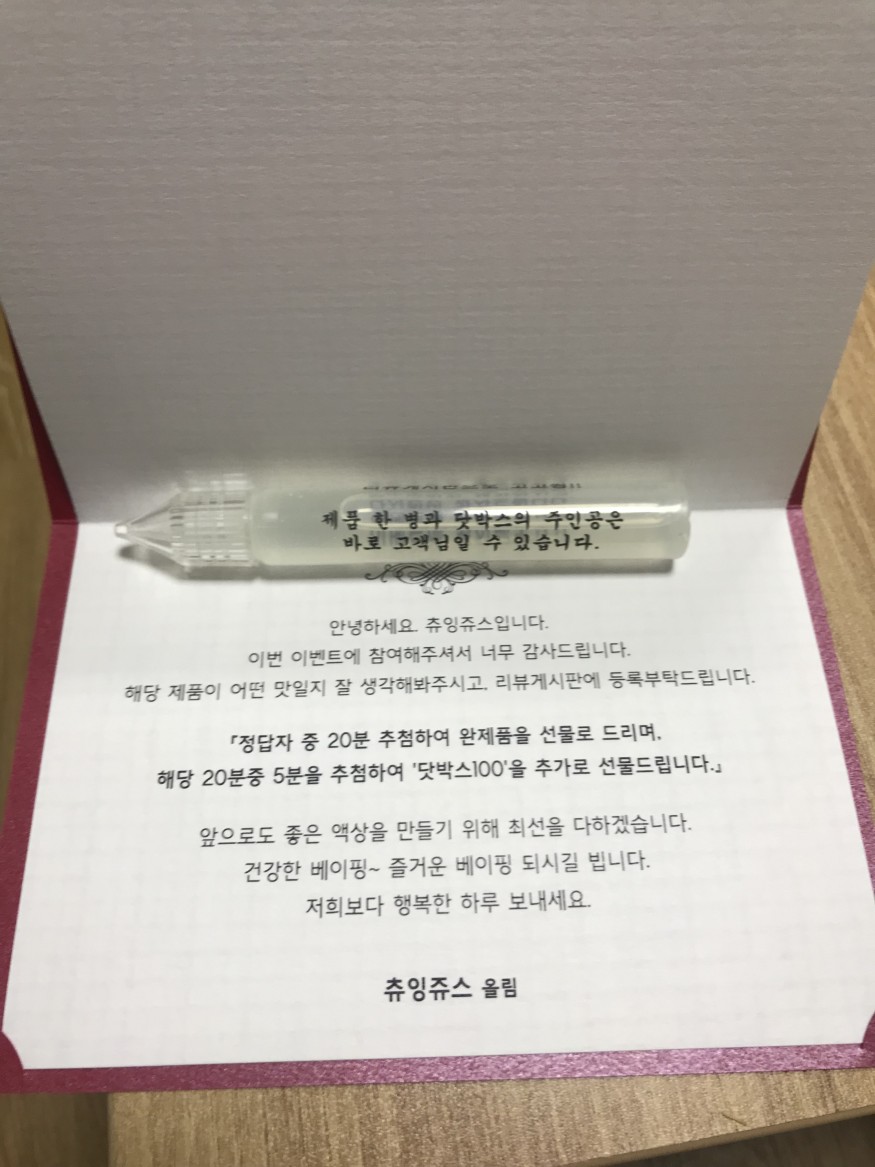 제품 한 병과 닷박스의 주인공은
바로 고객님일 수 있습니다.
안녕하세요. 츄잉쥬스입니다.
이번 이벤트에 참여해주셔서 너무 감사드립니다.
해당 제품이 어떤 맛일지 잘 생각해봐주시고, 리뷰게시판에 등록부탁드립니다.
『정답자 중 20분 추첨하여 완제품을 선물로 드리며,
해당 20분중 5분을 추첨하여 '닷박스100'을 추가로 선물드립니다.』
앞으로도 좋은 액상을 만들기 위해 최선을 다하겠습니다.
건강한 베이핑~ 즐거운 베이핑 되시길 빕니다.
저희보다 행복한 하루 보내세요.
츄잉쥬스 올림